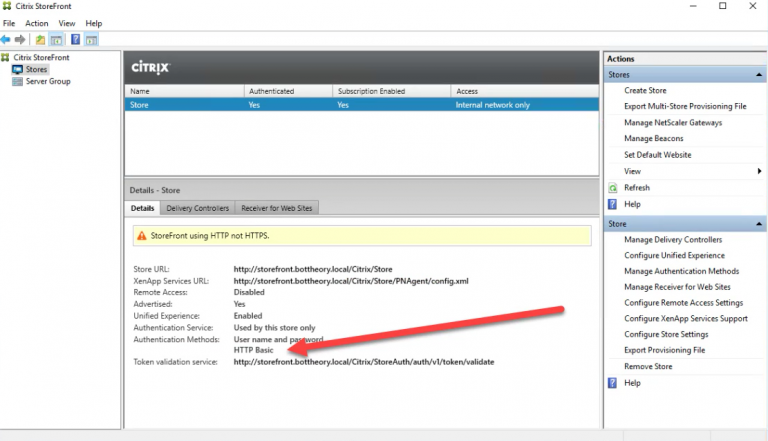 Citrix StoreFront
File Action View Help
Citrix StoreFront
Stores
Server Group
CITRIX
Name Authenticated Subscription Enabled Access
Store Yes Yes Internal network only
Details - Store
Details Delivery Controllers Receiver for Web Sites
StoreFront using HTTP not HTTPS.
Store URL: http://storefront.bottheory.local/Citrix/Store
XenApp Services URL: http://storefront.bottheory.local/Citrix/Store/PNAgent/config.xml
Remote Access: Disabled
Advertised: Yes
Unified Experience: Enabled
Authentication Service: Used by this store only
Authentication Methods: User name and password
HTTP Basic
Token validation service: http://storefront.bottheory.local/Citrix/StoreAuth/auth/v1/token/validate
Actions
Stores
Create Store
Export Multi-Store Provisioning File
Manage NetScaler Gateways
Manage Beacons
Set Default Website
View
Refresh
Help
Store
Manage Delivery Controllers
Configure Unified Experience
Manage Authentication Methods
Manage Receiver for Web Sites
Configure Remote Access Settings
Configure XenApp Services Support
Configure Store Settings
Export Provisioning File
Remove Store
Help